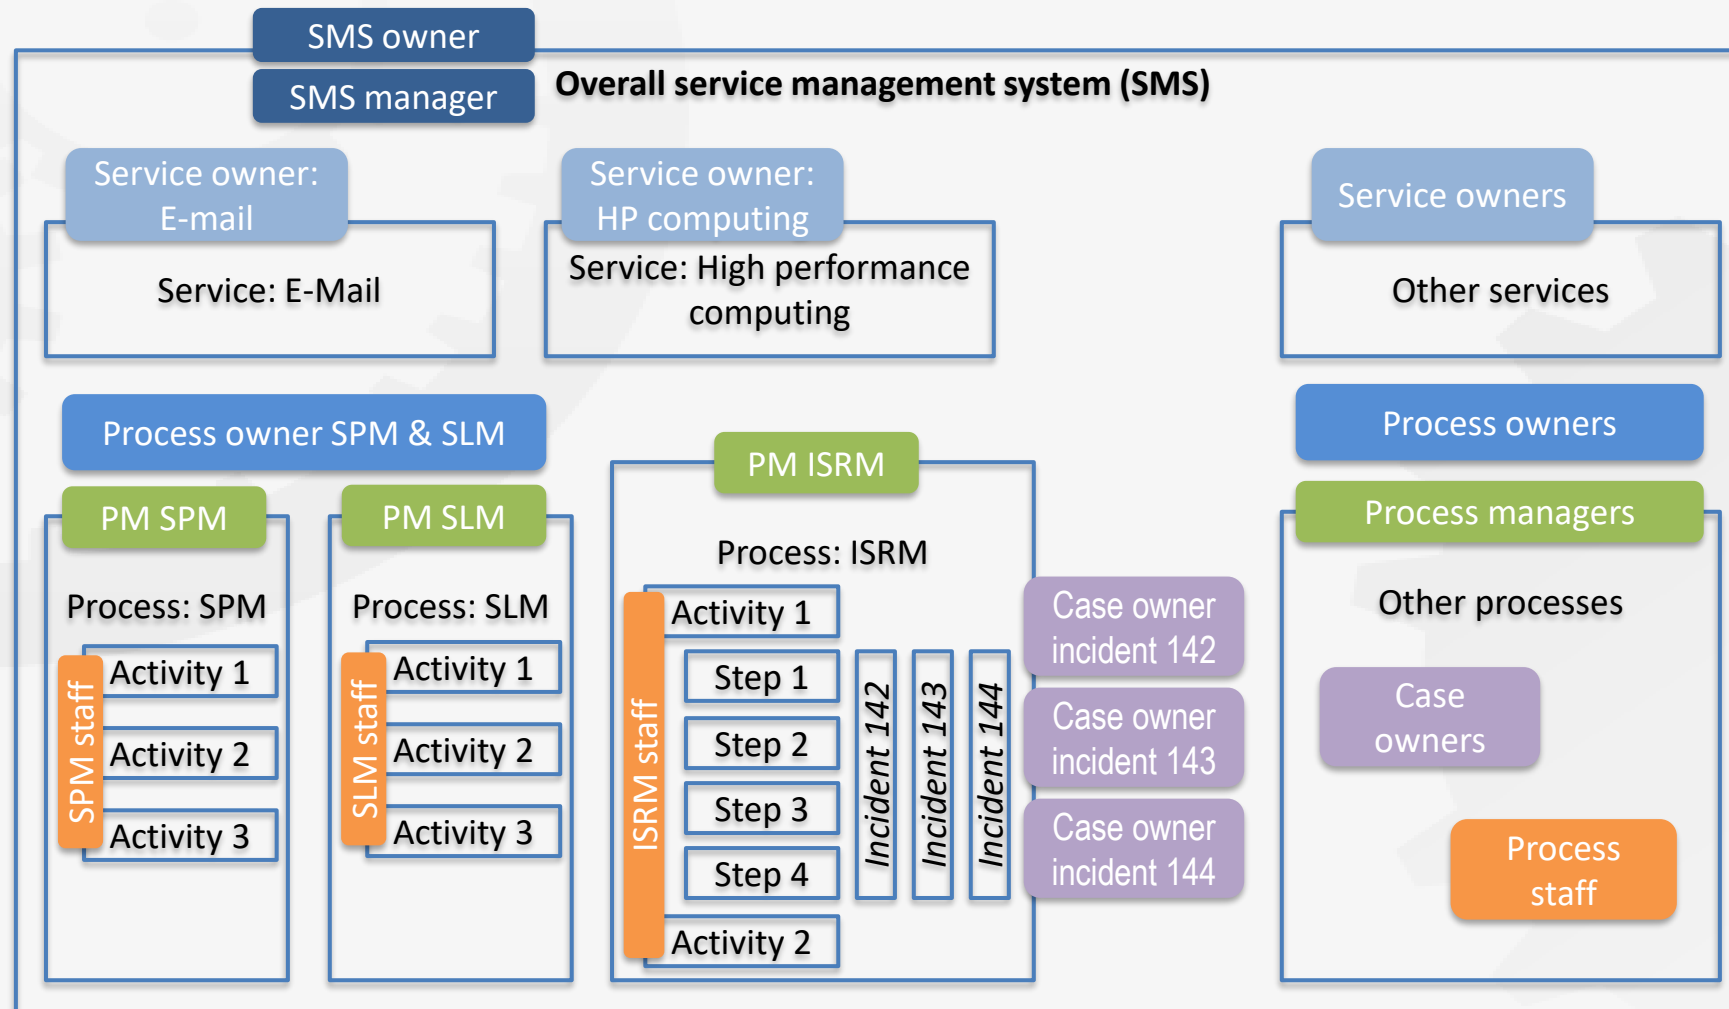 SMS owner
SMS manager
Overall service management system (SMS)
Service owner:
E-mail
Service: E-Mail
Service owner:
HP computing
Service: High performance
computing
Service owners
Other services
Process owner SPM & SLM
PM SPM
Process: SPM
SPM staff
Activity 1
Activity 2
Activity 3
PM SLM
Process: SLM
SLM staff
Activity 1
Activity 2
Activity 3
PM ISRM
Process: ISRM
ISRM staff
Activity 1
Step 1
Step 2
Step 3
Step 4
Activity 2
Incident 142
Incident 143
Incident 144
Case owner
incident 142
Case owner
incident 143
Case owner
incident 144
Process owners
Process managers
Other processes
Case
owners
Process
staff